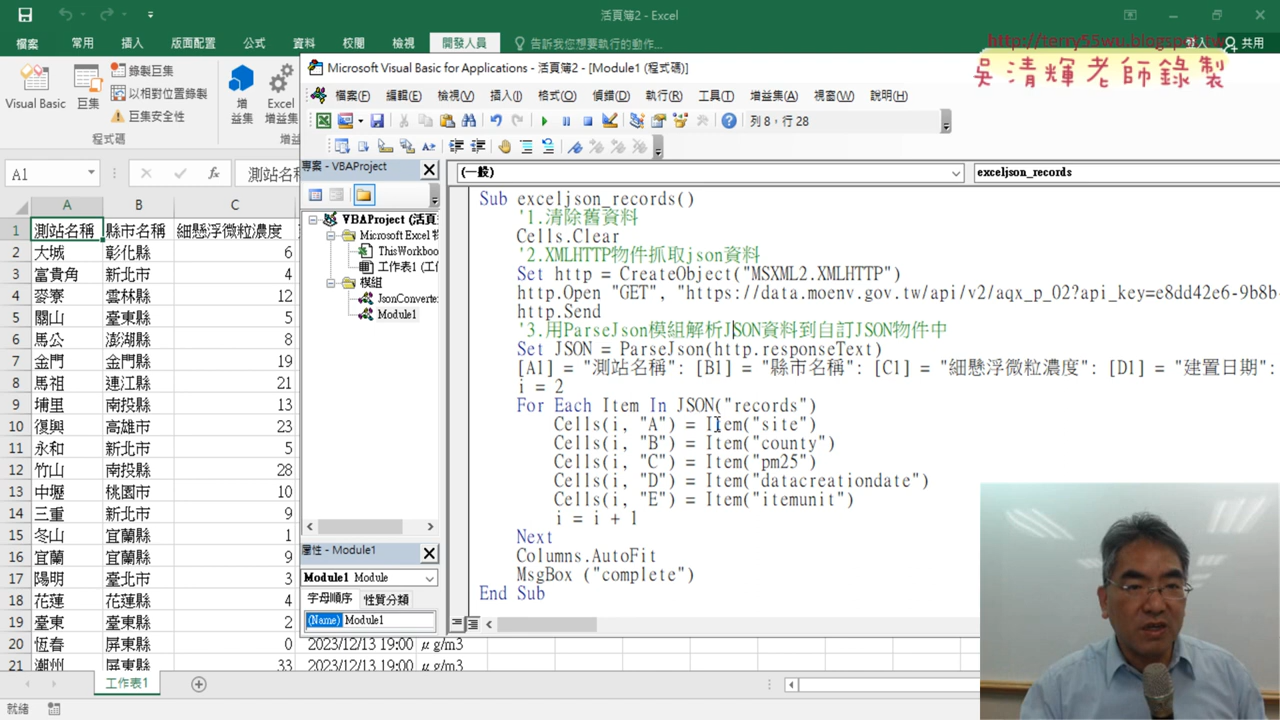 活頁簿2 - Excel
檔案 常用 插入 版面配置 公式 資料 校閱 檢視 開發人員 告訴我您想要執行的動作... 登入 共用
http://terry55wu.blogspot.tw
吳清輝老師錄製
Visual Basic 巨集 錄製巨集 以相對位置錄製 巨集安全性 增益集 Excel 增益集
程式碼
A1 測站名稱
A B C
1 測站名稱 縣市名稱 細懸浮微粒濃度
2 大城 彰化縣 6
3 富貴角 新北市 4
4 麥寮 雲林縣 12
5 關山 臺東縣 5
6 馬公 澎湖縣 8
7 金門 金門縣 19
8 馬祖 連江縣 21
9 埔里 南投縣 13
10 復興 高雄市 23
11 永和 新北市 5
12 竹山 南投縣 28
13 中壢 桃園市 10
14 三重 新北市 9
15 冬山 宜蘭縣 1
16 宜蘭 宜蘭縣 9
17 陽明 臺北市 3
18 花蓮 花蓮縣 4
19 臺東 臺東縣 2
20 恆春 屏東縣 0 2023/12/13 19:00 μg/m3
21 潮州 屏東縣 33 2023/12/13 19:00 μg/m3
工作表1
就緒
Microsoft Visual Basic for Applications - 活頁簿2 - [Module1 (程式碼)]
檔案(F) 編輯(E) 檢視(V) 插入(I) 格式(O) 偵錯(D) 執行(R) 工具(T) 增益集(A) 視窗(W) 說明(H)
列 8，行 28
專案 - VBAProject
VBAProject (活頁
Microsoft Excel 物
ThisWorkboo
工作表1 (工
模組
JsonConverte
Module1
屬性 - Module1
Module1 Module
字母順序 性質分類
(Name) Module1
(一般) exceljson_records
Sub exceljson_records()
'1.清除舊資料
Cells.Clear
'2.XMLHTTP物件抓取json資料
Set http = CreateObject("MSXML2.XMLHTTP")
http.Open "GET", "https://data.moenv.gov.tw/api/v2/aqx_p_02?api_key=e8dd42e6-9b8b-
http.Send
'3.用ParseJson模組解析JSON資料到自訂JSON物件中
Set JSON = ParseJson(http.responseText)
[A1] = "測站名稱": [B1] = "縣市名稱": [C1] = "細懸浮微粒濃度": [D1] = "建置日期":
i = 2
For Each Item In JSON("records")
Cells(i, "A") = Item("site")
Cells(i, "B") = Item("county")
Cells(i, "C") = Item("pm25")
Cells(i, "D") = Item("datacreationdate")
Cells(i, "E") = Item("itemunit")
i = i + 1
Next
Columns.AutoFit
MsgBox ("complete")
End Sub